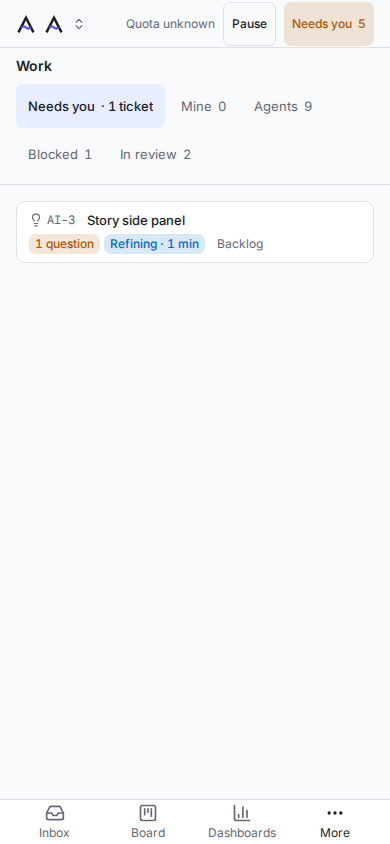 Quota unknown
Pause
Needs you 5
Work
Needs you · 1 ticket
Mine 0
Agents 9
Blocked 1
In review 2
AI-3 Story side panel
1 question
Refining · 1 min
Backlog
Inbox
Board
Dashboards
More